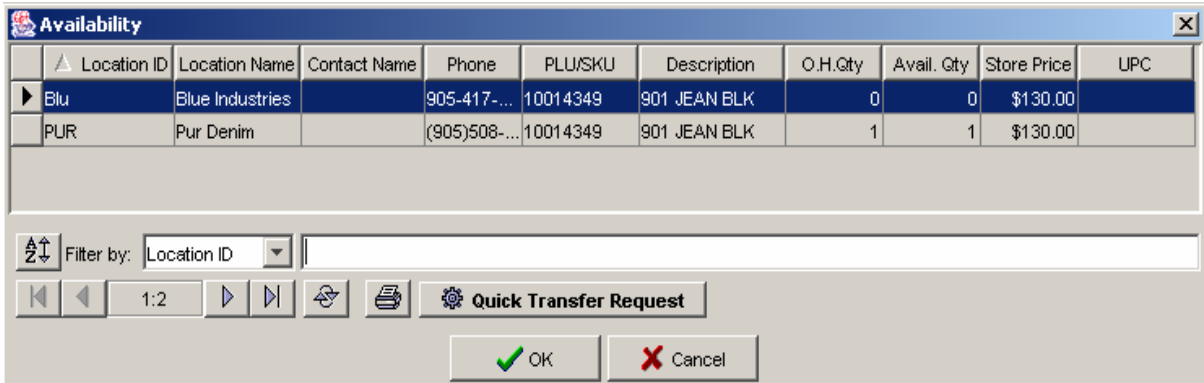 Availability
Location ID Location Name Contact Name Phone PLU/SKU Description O.H.Qty Avail. Qty Store Price UPC
Blu Blue Industries 905-417-... 10014349 901 JEAN BLK 0 0 $130.00
PUR Pur Denim (905)508-... 10014349 901 JEAN BLK 1 1 $130.00
AZ Filter by: Location ID
1:2 Quick Transfer Request
OK Cancel